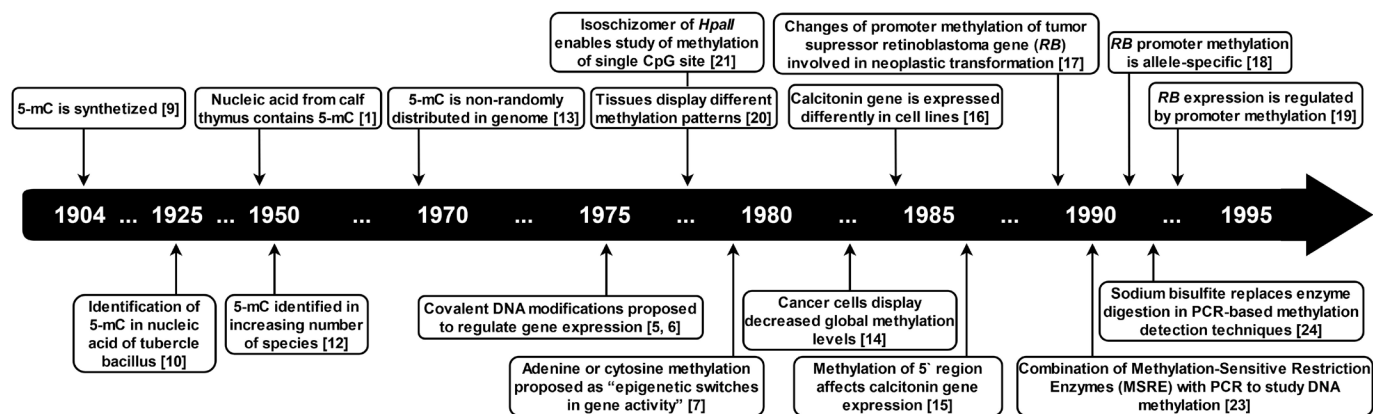 Isoschizomer of HpaII
enables study of methylation
of single CpG site [21]
Changes of promoter methylation of tumor
supressor retinoblastoma gene (RB)
involved in neoplastic transformation [17]
RB promoter methylation
is allele-specific [18]
5-mC is synthetized [9]
Nucleic acid from calf
thymus contains 5-mC [1]
5-mC is non-randomly
distributed in genome [13]
Tissues display different
methylation patterns [20]
Calcitonin gene is expressed
differently in cell lines [16]
RB expression is regulated
by promoter methylation [19]
1904 ... 1925 ... 1950 ... 1970 ... 1975 ... 1980 ... 1985 ... 1990 ... 1995
Identification of
5-mC in nucleic
acid of tubercle
bacillus [10]
5-mC identified in
increasing number
of species [12]
Covalent DNA modifications proposed
to regulate gene expression [5, 6]
Adenine or cytosine methylation
proposed as “epigenetic switches
in gene activity” [7]
Cancer cells display
decreased global methylation
levels [14]
Methylation of 5` region
affects calcitonin gene
expression [15]
Sodium bisulfite replaces enzyme
digestion in PCR-based methylation
detection techniques [24]
Combination of Methylation-Sensitive Restriction
Enzymes (MSRE) with PCR to study DNA
methylation [23]